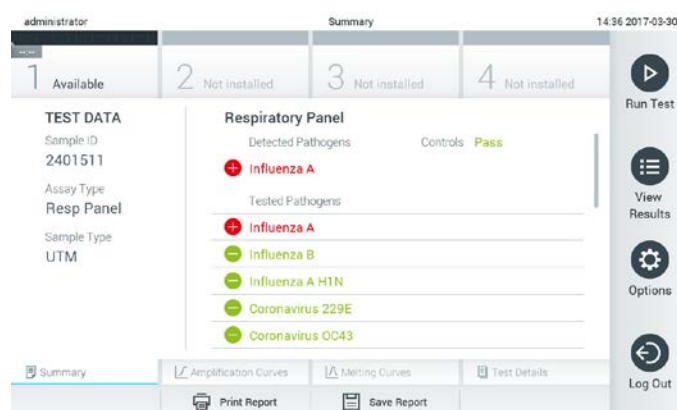 administrator Summary 14:36 2017-03-30
1 Available 2 Not installed 3 Not installed 4 Not installed
Run Test
TEST DATA
Sample ID
2401511
Assay Type
Resp Panel
Sample Type
UTM
Respiratory Panel
Detected Pathogens Controls Pass
Influenza A
Tested Pathogens
Influenza A
Influenza B
Influenza A H1N
Coronavirus 229E
Coronavirus OC43
View
Results
Options
Log Out
Summary Amplification Curves Melting Curves Test Details
Print Report Save Report